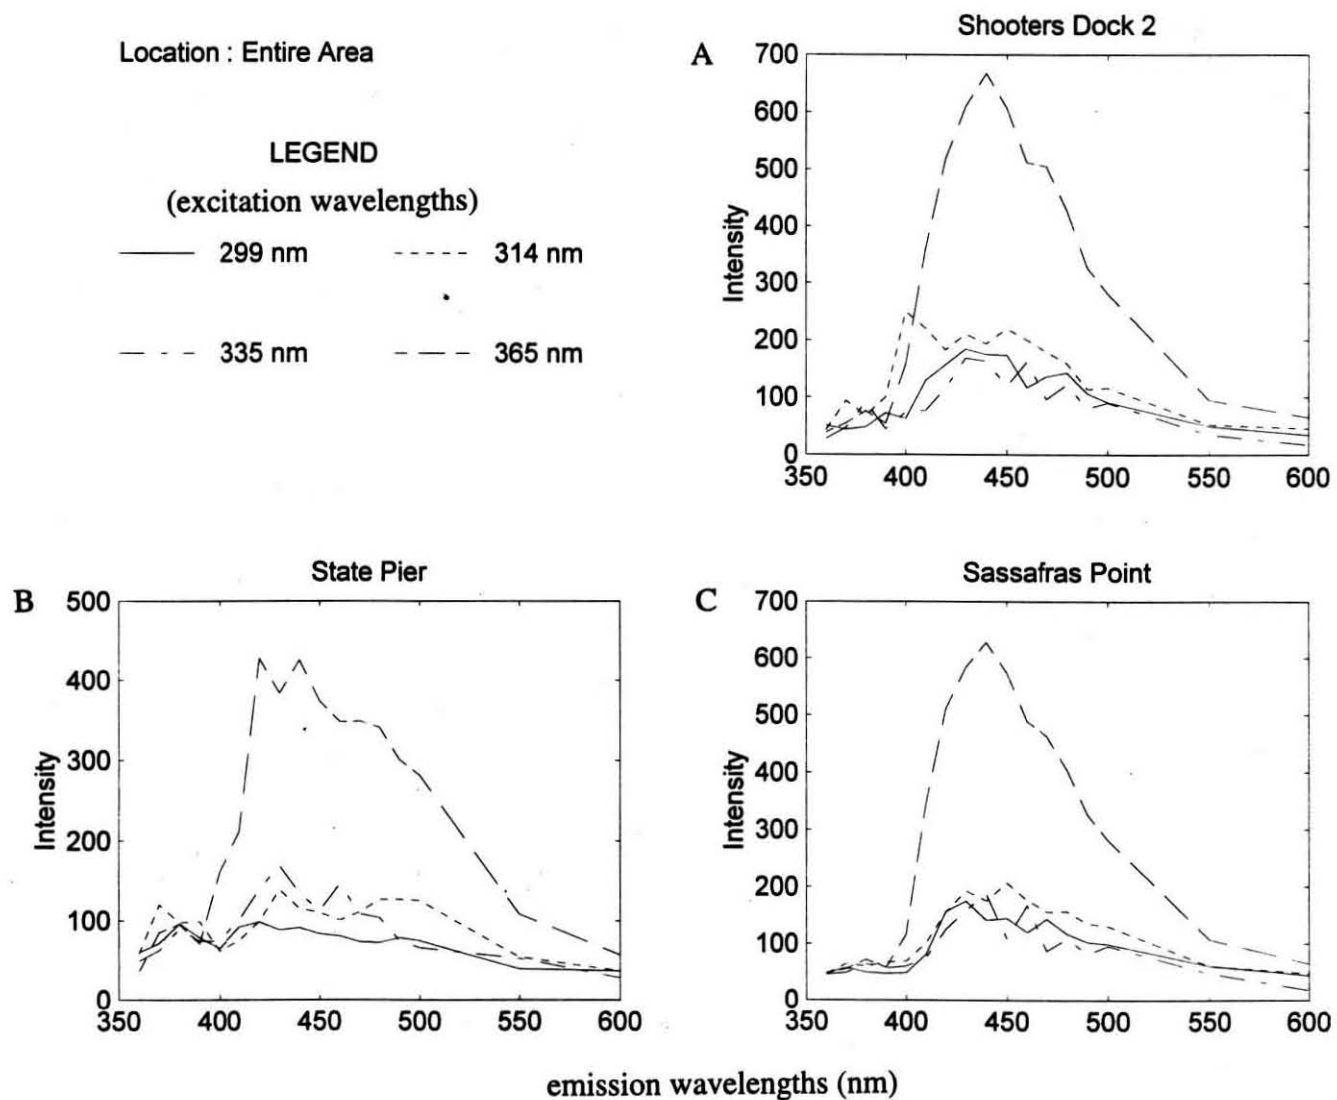 Location : Entire Area
LEGEND
(excitation wavelengths)
299 nm
314 nm
335 nm
365 nm
A
Shooters Dock 2
700
600
500
400
300
200
100
0
Intensity
350 400 450 500 550 600
B
State Pier
500
400
300
200
100
0
Intensity
350 400 450 500 550 600
C
Sassafras Point
700
600
500
400
300
200
100
0
Intensity
350 400 450 500 550 600
emission wavelengths (nm)